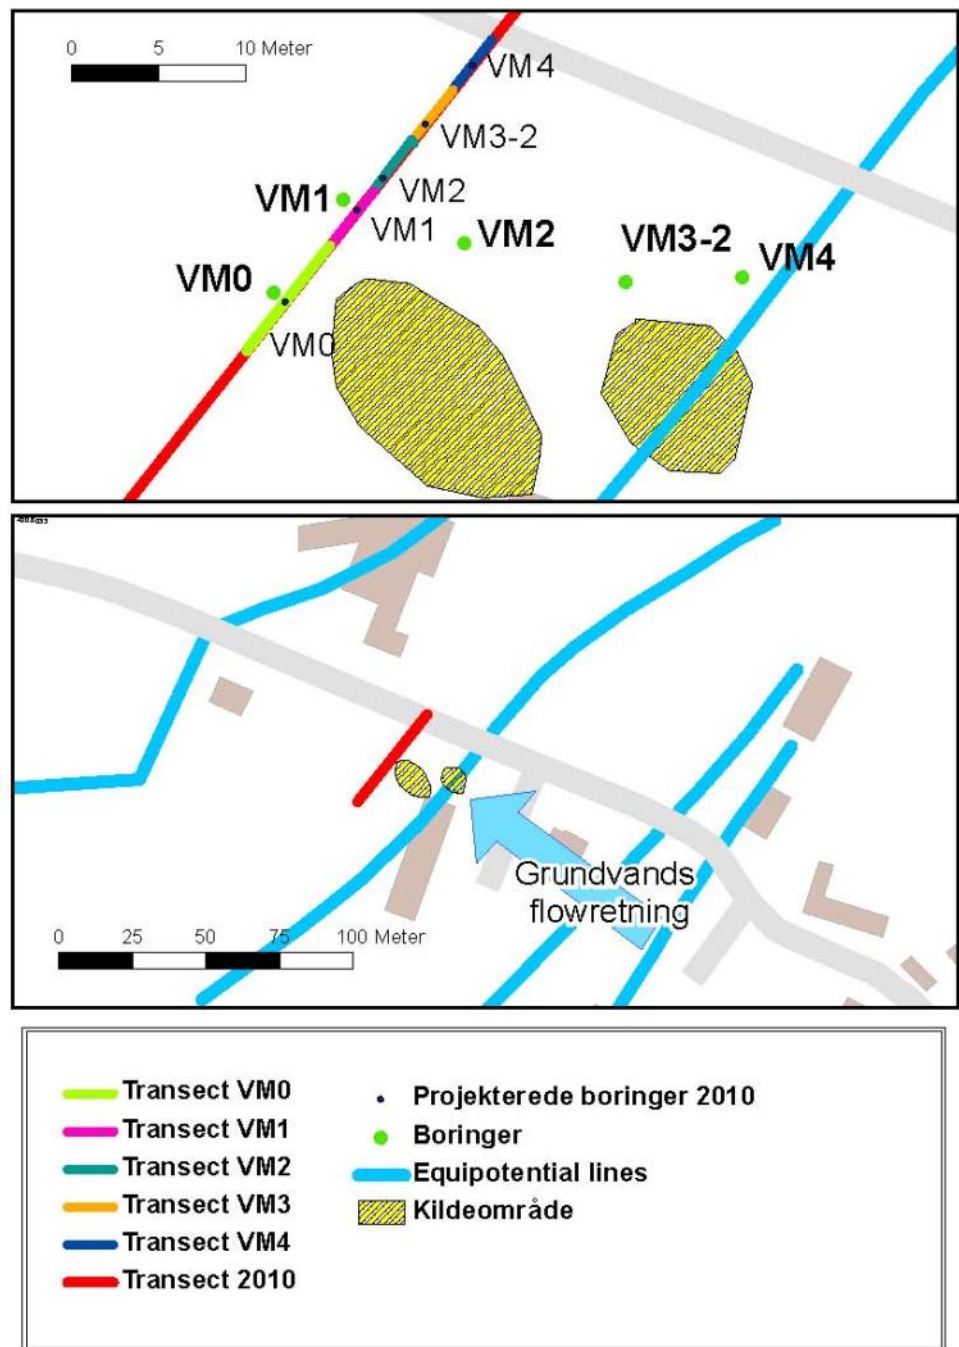 0 5 10 Meter
VM4
VM3-2
VM1
VM2
VM1
VM2
VM3-2
VM4
VM0
VM0
Grundvands
flowretning
0 25 50 75 100 Meter
Transect VM0
Transect VM1
Transect VM2
Transect VM3
Transect VM4
Transect 2010
Projekterede boringer 2010
Boringer
Equipotential lines
Kildeområde